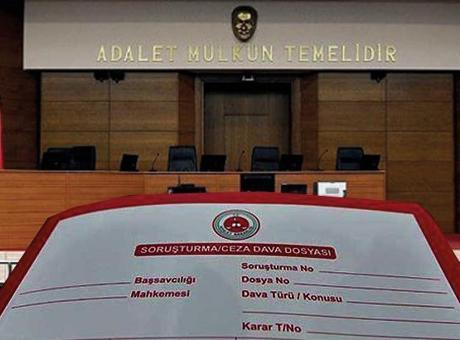 ADALET MÜLKÜN TEMELİDİR
SORUŞTURMA/CEZA DAVA DOSYASI
Başsavcılığı
Mahkemesi
Soruşturma No
Dosya No
Dava Türü / Konusu
Karar T/No